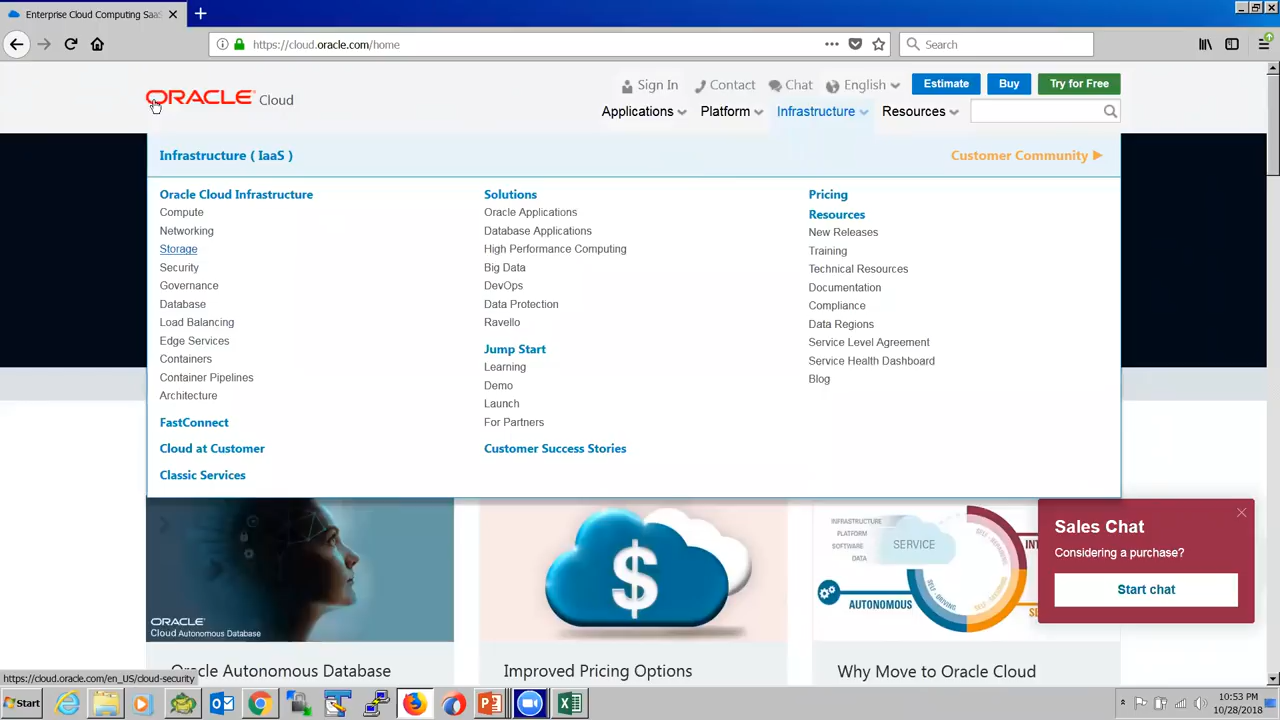 Enterprise Cloud Computing SaaS
https://cloud.oracle.com/home
Search
ORACLE Cloud
Sign In
Contact
Chat
English
Estimate
Buy
Try for Free
Applications
Platform
Infrastructure
Resources
Infrastructure ( IaaS )
Customer Community
Oracle Cloud Infrastructure
Compute
Networking
Storage
Security
Governance
Database
Load Balancing
Edge Services
Containers
Container Pipelines
Architecture
FastConnect
Cloud at Customer
Classic Services
Solutions
Oracle Applications
Database Applications
High Performance Computing
Big Data
DevOps
Data Protection
Ravello
Jump Start
Learning
Demo
Launch
For Partners
Customer Success Stories
Pricing
Resources
New Releases
Training
Technical Resources
Documentation
Compliance
Data Regions
Service Level Agreement
Service Health Dashboard
Blog
ORACLE
Cloud Autonomous Database
Oracle Autonomous Database
$
Improved Pricing Options
INFRASTRUCTURE
PLATFORM
SOFTWARE
DATA
SERVICE
AUTONOMOUS
SELF-DRIVING
Why Move to Oracle Cloud
Sales Chat
Considering a purchase?
Start chat
https://cloud.oracle.com/en_US/cloud-security
Start
10:53 PM
10/28/2018